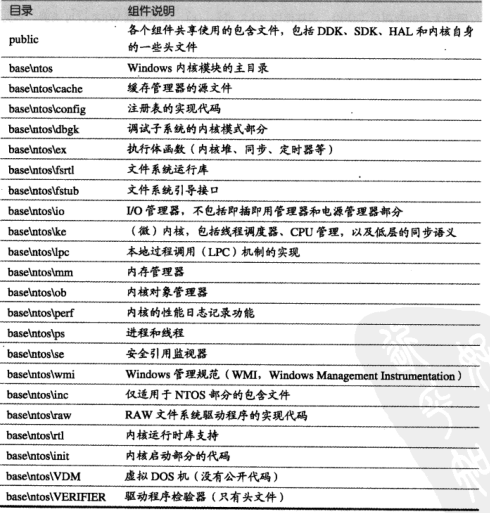 目录 组件说明
public 各个组件共享使用的包含文件，包括 DDK、SDK、HAL 和内核自身
的一些头文件
base\ntos Windows 内核模块的主目录
base\ntos\cache 缓存管理器的源文件
base\ntos\config 注册表的实现代码
base\ntos\dbgk 调试子系统的内核模式部分
base\ntos\ex 执行体函数（内核堆、同步、定时器等）
base\ntos\fsrtl 文件系统运行库
base\ntos\fstub 文件系统引导接口
base\ntos\io I/O 管理器，不包括即插即用管理器和电源管理器部分
base\ntos\ke （微）内核，包括线程调度器、CPU 管理，以及低层的同步语义
base\ntos\lpc 本地过程调用（LPC）机制的实现
base\ntos\mm 内存管理器
base\ntos\ob 内核对象管理器
base\ntos\perf 内核的性能日志记录功能
base\ntos\ps 进程和线程
base\ntos\se 安全引用监视器
base\ntos\wmi Windows 管理规范（WMI，Windows Management Instrumentation）
base\ntos\inc 仅适用于 NTOS 部分的包含文件
base\ntos\raw RAW 文件系统驱动程序的实现代码
base\ntos\rtl 内核运行时库支持
base\ntos\init 内核启动部分的代码
base\ntos\VDM 虚拟 DOS 机（没有公开代码）
base\ntos\VERIFIER 驱动程序检验器（只有头文件）